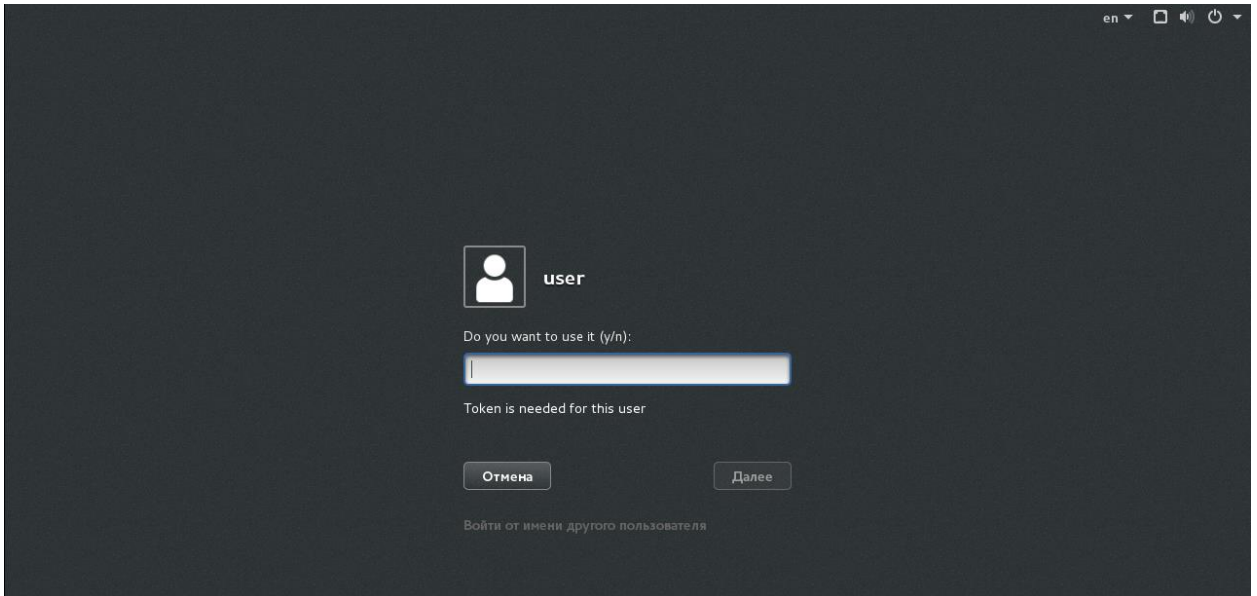 en
user
Do you want to use it (y/n):
Token is needed for this user
Отмена
Далее
Войти от имени другого пользователя